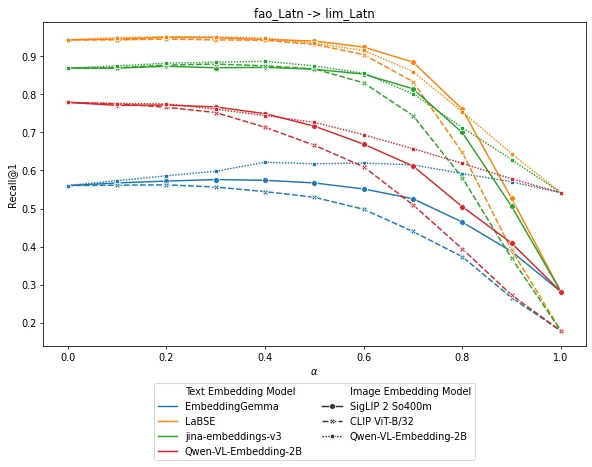 fao_Latn -> lim_Latn
Recall@1
0.9
0.8
0.7
0.6
0.5
0.4
0.3
0.2
0.0 0.2 0.4 0.6 0.8 1.0
α
Text Embedding Model
EmbeddingGemma
LaBSE
jina-embeddings-v3
Qwen-VL-Embedding-2B
Image Embedding Model
SigLIP 2 So400m
CLIP ViT-B/32
Qwen-VL-Embedding-2B